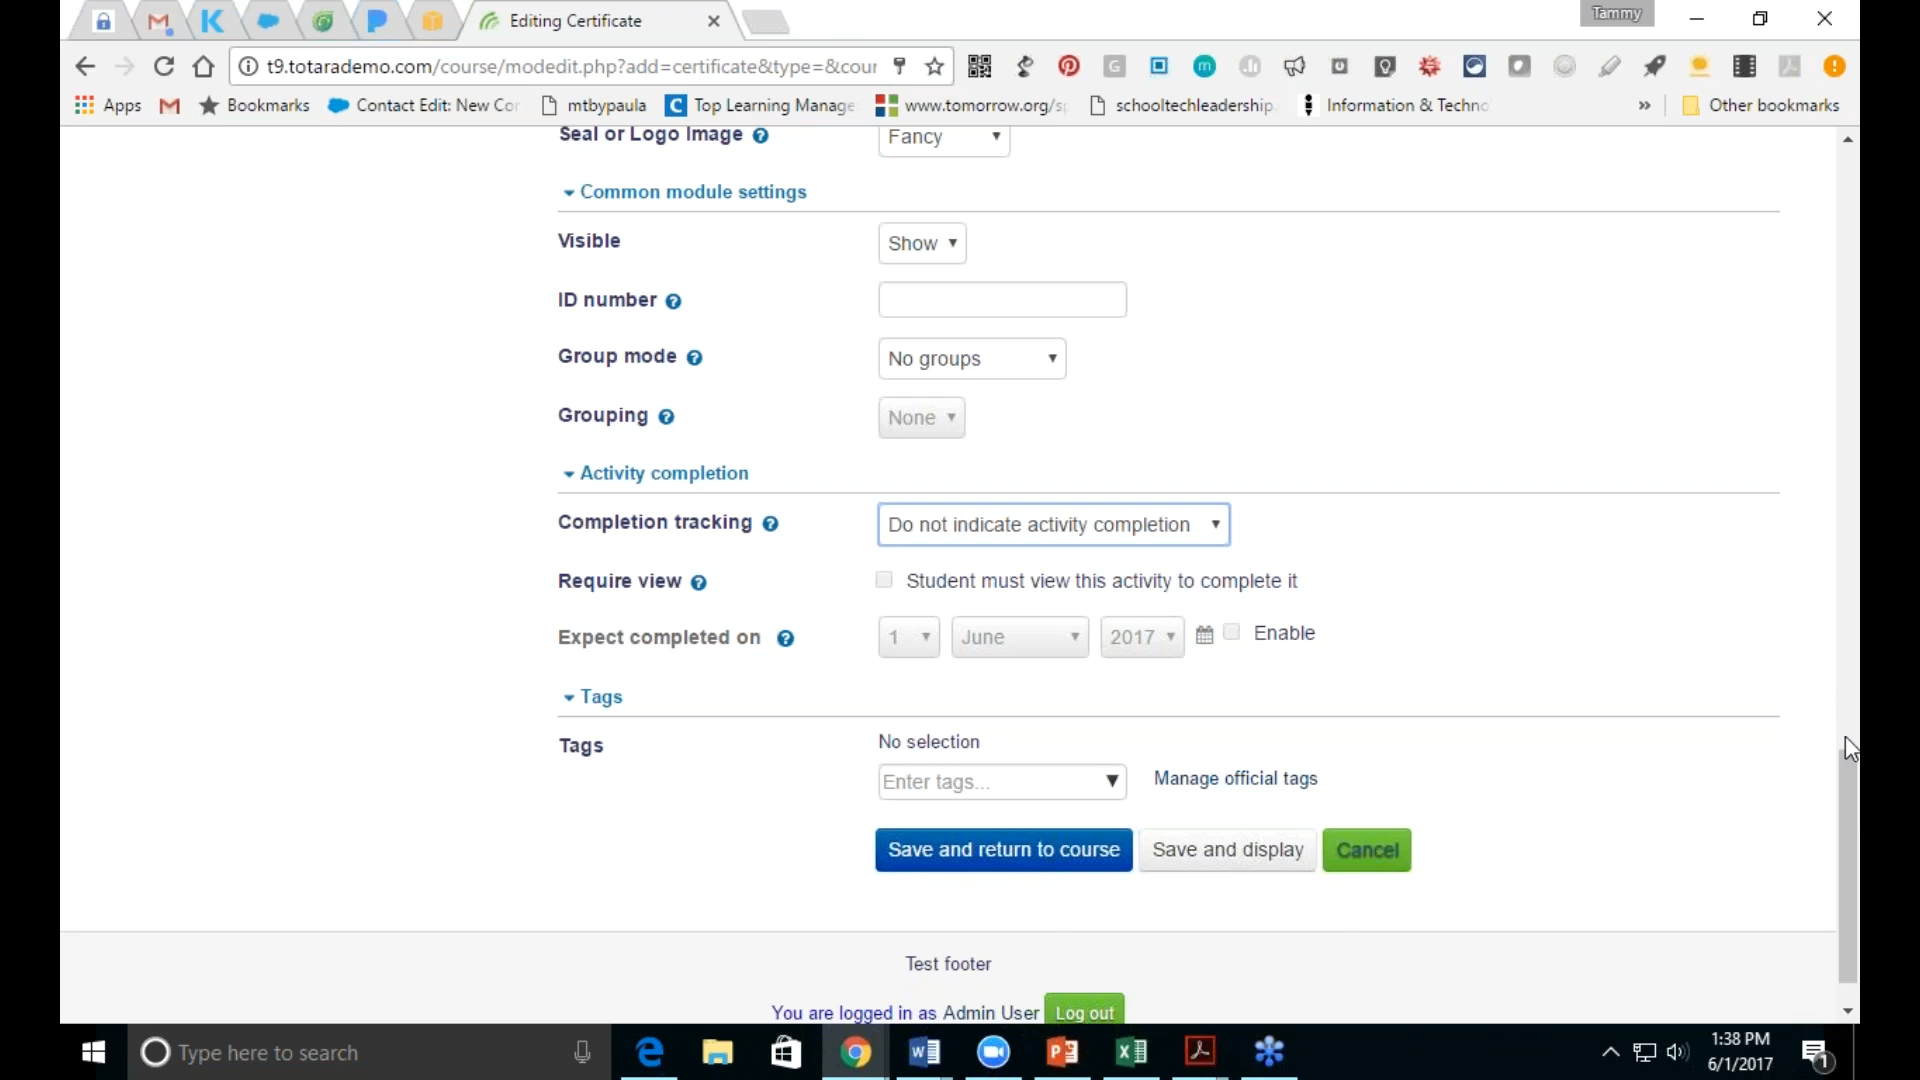 Editing Certificate
Tammy
t9.totarademo.com/course/modedit.php?add=certificate&type=&cour
Apps
Bookmarks
Contact Edit: New Cor
mtbypaula
Top Learning Manage
www.tomorrow.org/sp
schooltechleadership
Information & Techno
»
Other bookmarks
Seal or Logo Image
Fancy
Common module settings
Visible
Show
ID number
Group mode
No groups
Grouping
None
Activity completion
Completion tracking
Do not indicate activity completion
Require view
Student must view this activity to complete it
Expect completed on
1
June
2017
Enable
Tags
Tags
No selection
Enter tags...
Manage official tags
Save and return to course
Save and display
Cancel
Test footer
You are logged in as Admin User
Log out
Type here to search
1:38 PM
6/1/2017
1